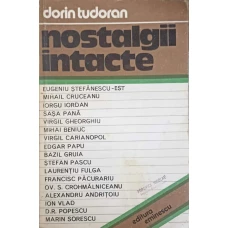 dorin tudoran
nostalgii
intacte
EUGENIU ȘTEFĂNESCU-EST
MIHAIL CRUCEANU
IORGU IORDAN
SAȘA PANĂ
VIRGIL GHEORGHIU
MIHAI BENIUC
VIRGIL CARIANOPOL
EDGAR PAPU
BAZIL GRUIA
ȘTEFAN PASCU
LAURENȚIU FULGA
FRANCISC PĂCURARIU
OV. S. CROHMĂLNICEANU
ALEXANDRU ANDRIȚOIU
ION VLAD
D.R. POPESCU
MARIN SORESCU
editura
eminescu